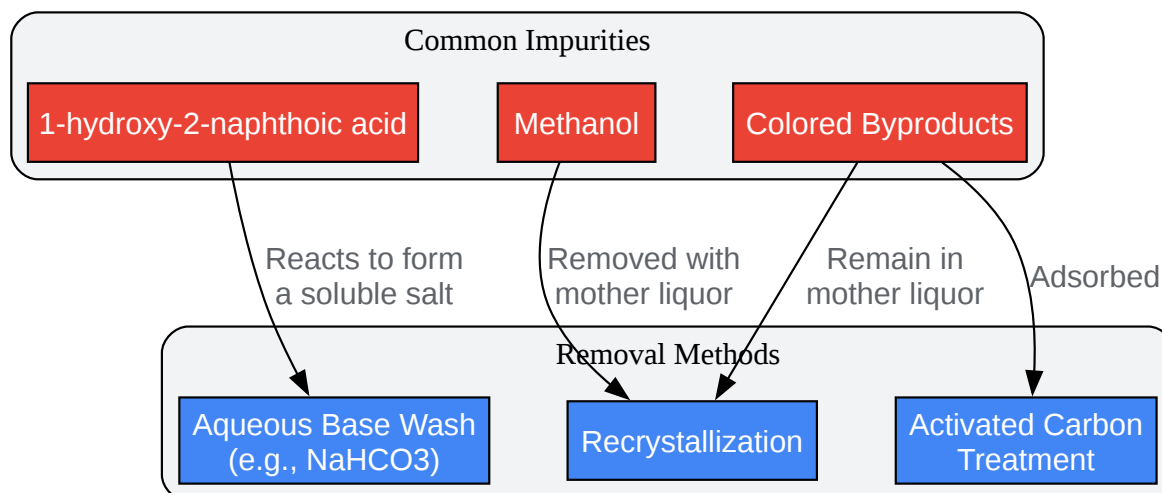 Common Impurities
1-hydroxy-2-naphthoic acid
Methanol
Colored Byproducts
Reacts to form
a soluble salt
Removed with
mother liquor
Remain in
mother liquor
Adsorbed
Removal Methods
Aqueous Base Wash
(e.g., NaHCO3)
Recrystallization
Activated Carbon
Treatment